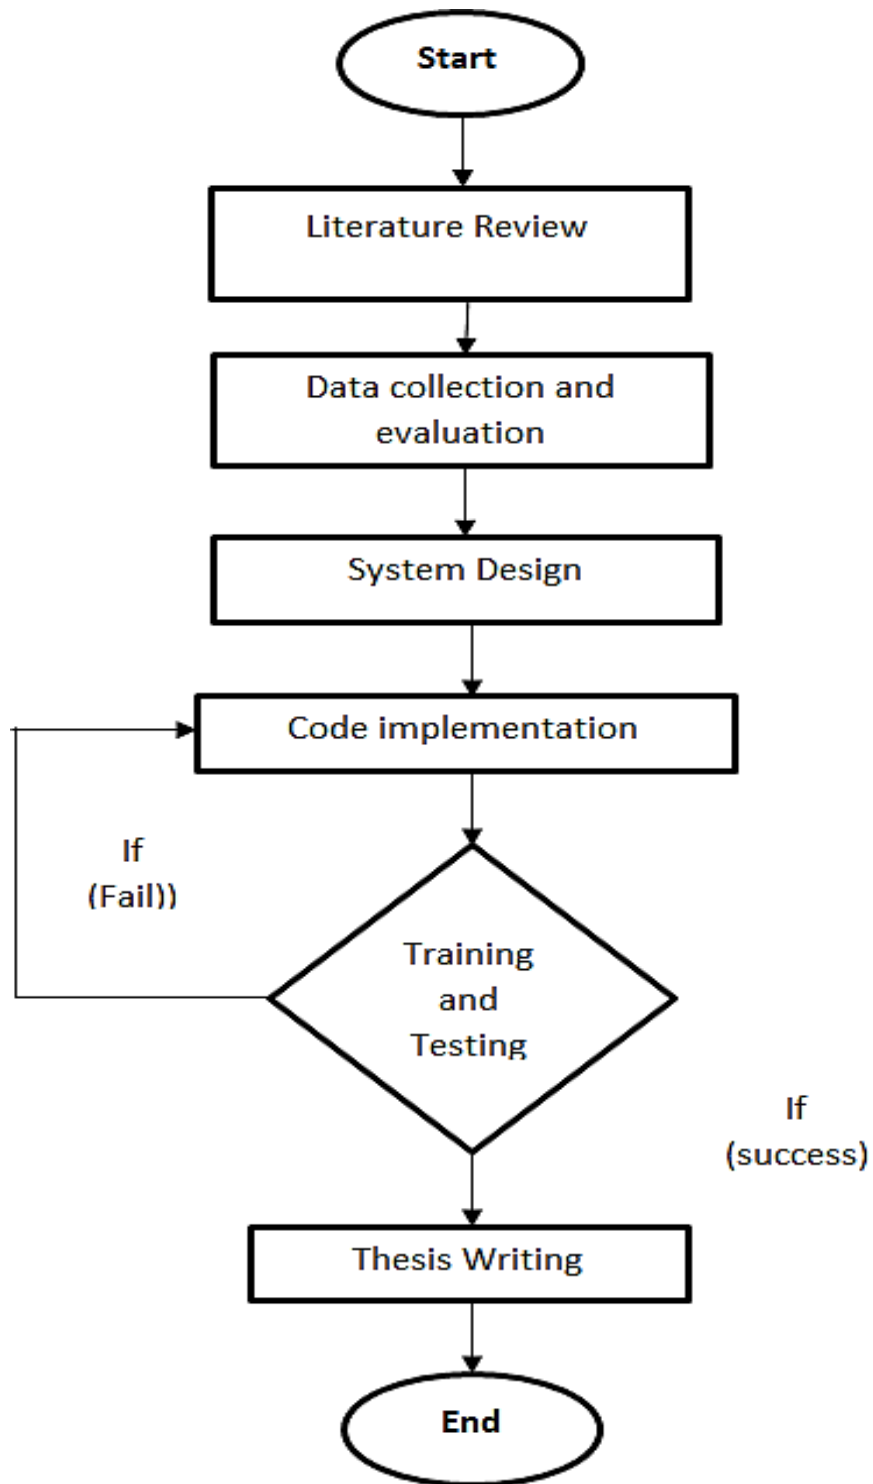 Start
Literature Review
Data collection and
evaluation
System Design
Code implementation
If
(Fail))
Training
and
Testing
If
(success)
Thesis Writing
End